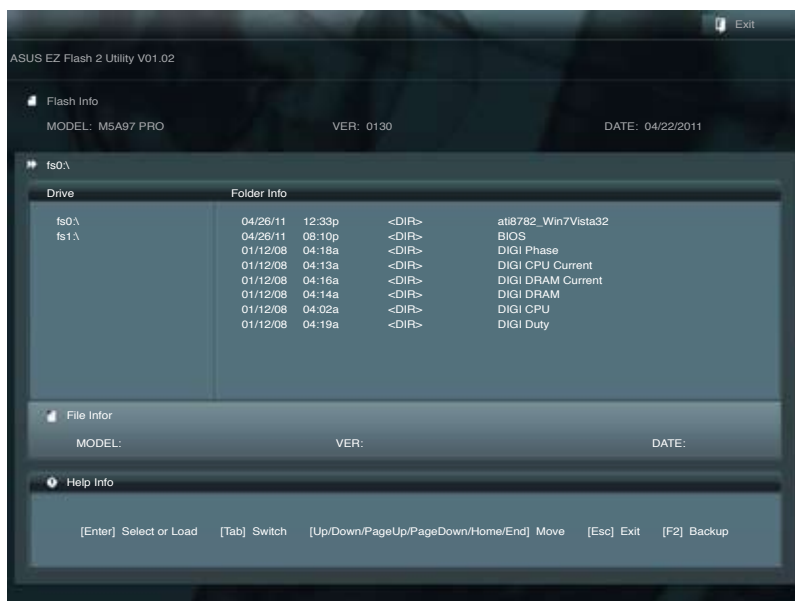 Exit
ASUS EZ Flash 2 Utility V01.02
Flash Info
MODEL: M5A97 PRO VER: 0130 DATE: 04/22/2011
fs0:\
Drive Folder Info
fs0:\ 04/26/11 12:33p <DIR> ati8782_Win7Vista32
fs1:\ 04/26/11 08:10p <DIR> BIOS
01/12/08 04:18a <DIR> DIGI Phase
01/12/08 04:13a <DIR> DIGI CPU Current
01/12/08 04:16a <DIR> DIGI DRAM Current
01/12/08 04:14a <DIR> DIGI DRAM
01/12/08 04:02a <DIR> DIGI CPU
01/12/08 04:19a <DIR> DIGI Duty
File Infor
MODEL: VER: DATE:
Help Info
[Enter] Select or Load [Tab] Switch [Up/Down/PageUp/PageDown/Home/End] Move [Esc] Exit [F2] Backup